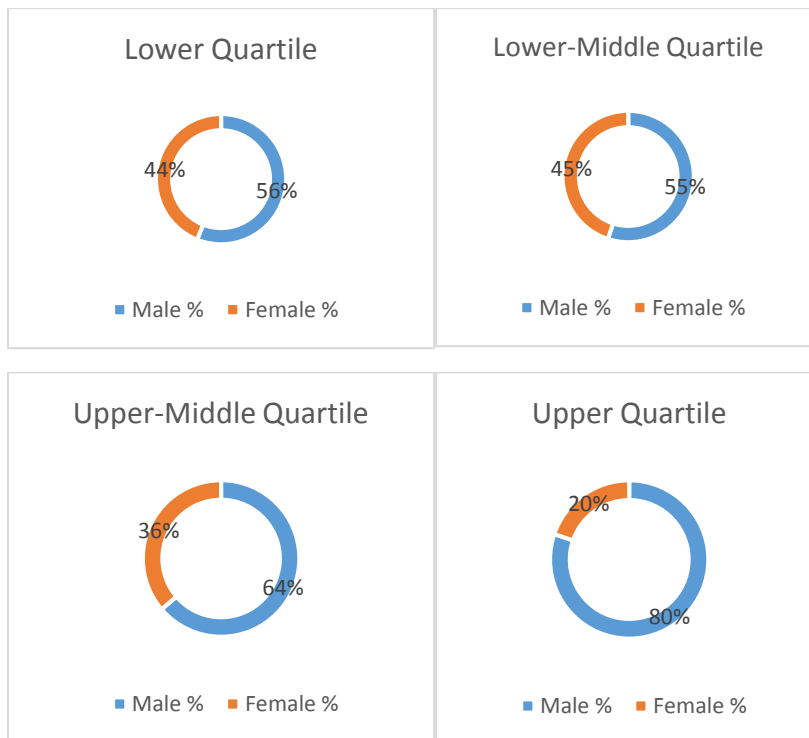 Lower Quartile
44%
56%
Male % Female %
Lower-Middle Quartile
45%
55%
Male % Female %
Upper-Middle Quartile
36%
64%
Male % Female %
Upper Quartile
20%
80%
Male % Female %